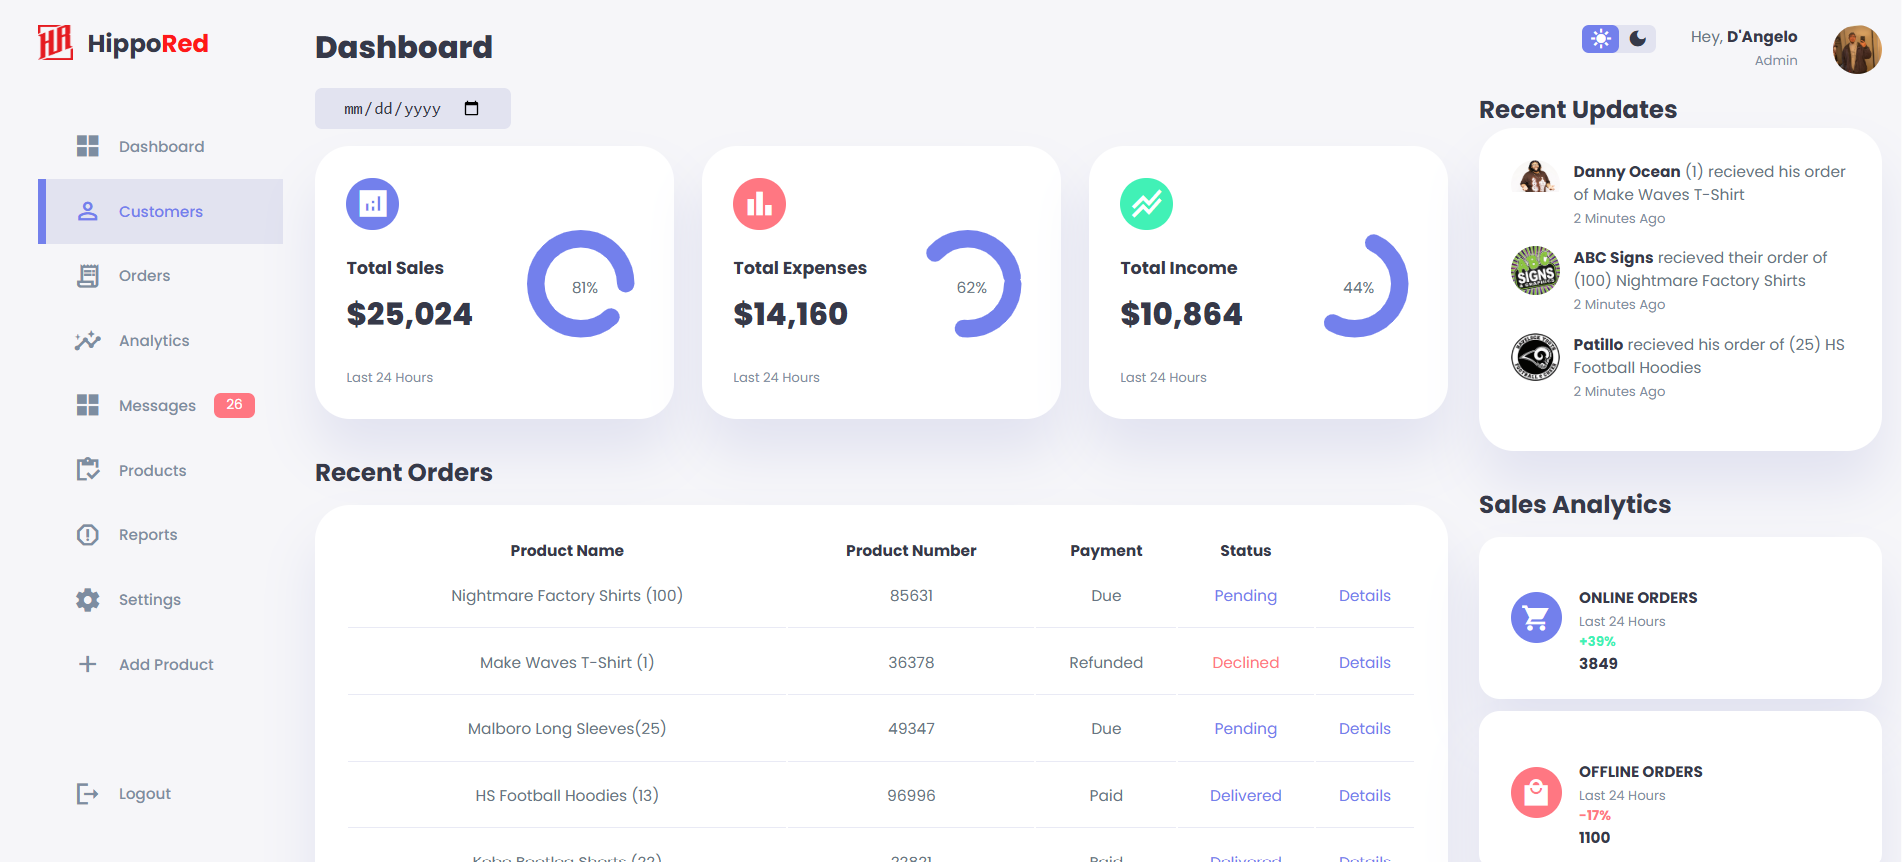 HippoRed
Dashboard
Customers
Orders
Analytics
Messages 26
Products
Reports
Settings
Add Product
Logout
Dashboard
mm/dd/yyyy
Total Sales
$25,024
81%
Last 24 Hours
Total Expenses
$14,160
62%
Last 24 Hours
Total Income
$10,864
44%
Last 24 Hours
Recent Orders
Product Name Product Number Payment Status
Nightmare Factory Shirts (100) 85631 Due Pending Details
Make Waves T-Shirt (1) 36378 Refunded Declined Details
Malboro Long Sleeves(25) 49347 Due Pending Details
HS Football Hoodies (13) 96996 Paid Delivered Details
Hey, D'Angelo
Admin
Recent Updates
Danny Ocean (1) recieved his order
of Make Waves T-Shirt
2 Minutes Ago
ABC Signs recieved their order of
(100) Nightmare Factory Shirts
2 Minutes Ago
ABC
SIGNS
Patillo recieved his order of (25) HS
Football Hoodies
2 Minutes Ago
Sales Analytics
ONLINE ORDERS
Last 24 Hours
+39%
3849
OFFLINE ORDERS
Last 24 Hours
-17%
1100